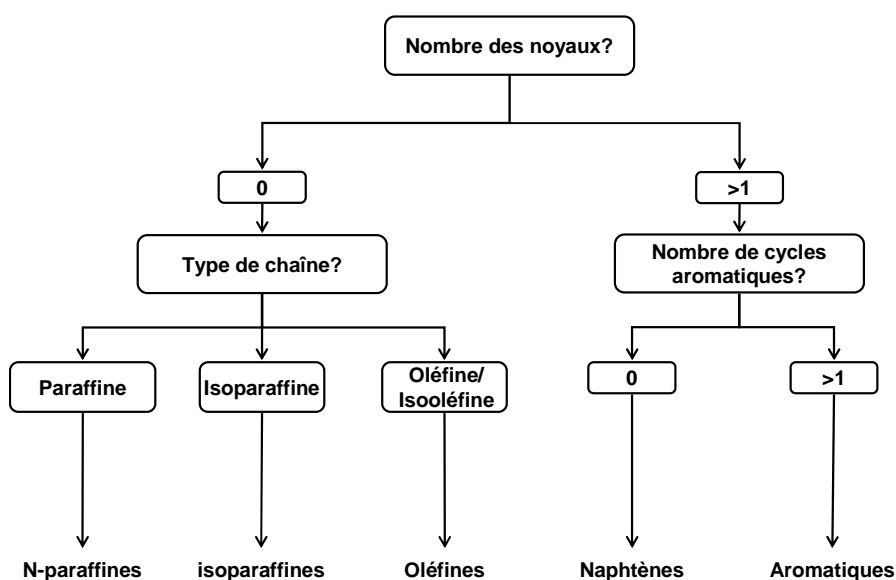 Nombre des noyaux?
0
>1
Type de chaîne?
Nombre de cycles
aromatiques?
Paraffine
Isoparaffine
Oléfine/
Isooléfine
0
>1
N-paraffines
isoparaffines
Oléfines
Naphtènes
Aromatiques